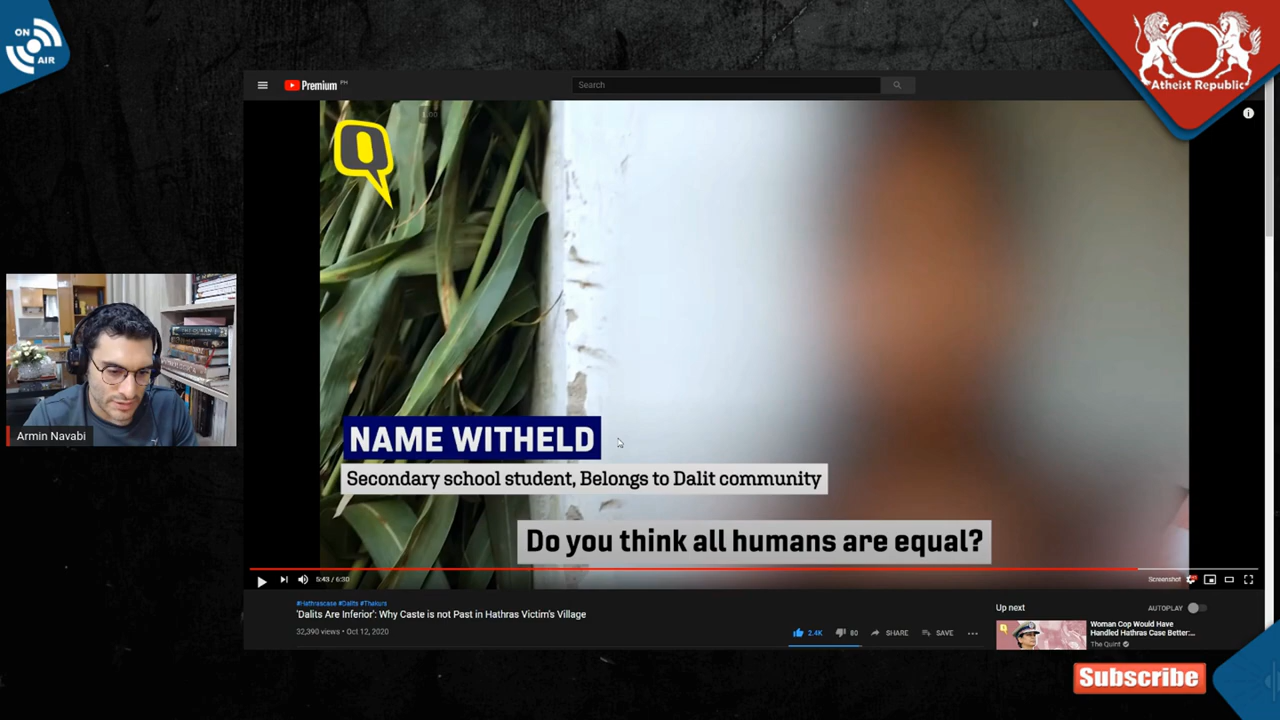 ON
AIR
Atheist Republic
Premium PH
Search
1.00
Q
NAME WITHELD
Secondary school student, Belongs to Dalit community
Do you think all humans are equal?
Armin Navabi
5:43 / 6:30
Screenshot
#Hathrascase #Dalits #Thakurs
'Dalits Are Inferior': Why Caste is not Past in Hathras Victim's Village
32,390 views • Oct 12, 2020
2.4K
80
SHARE
SAVE
Up next
AUTOPLAY
Woman Cop Would Have
Handled Hathras Case Better:...
The Quint
Subscribe